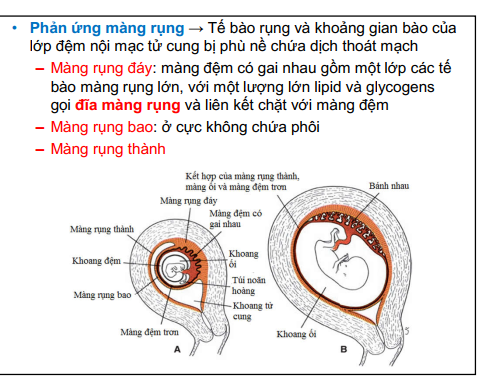 • Phản ứng màng rụng → Tế bào rụng và khoảng gian bào của
lớp đệm nội mạc tử cung bị phù nề chứa dịch thoát mạch
– Màng rụng đáy: màng đệm có gai nhau gồm một lớp các tế
bào màng rụng lớn, với một lượng lớn lipid và glycogens
gọi đĩa màng rụng và liên kết chặt với màng đệm
– Màng rụng bao: ở cực không chứa phôi
– Màng rụng thành
Kết hợp của màng rụng thành,
màng ối và màng đệm trơn
Bánh nhau
Màng rụng đáy
Màng đệm có
gai nhau
Màng rụng thành
Khoang đệm
Khoang
ối
Túi noãn
hoàng
Màng rụng bao
Khoang tử
cung
Màng đệm trơn
Khoang ối
A
B